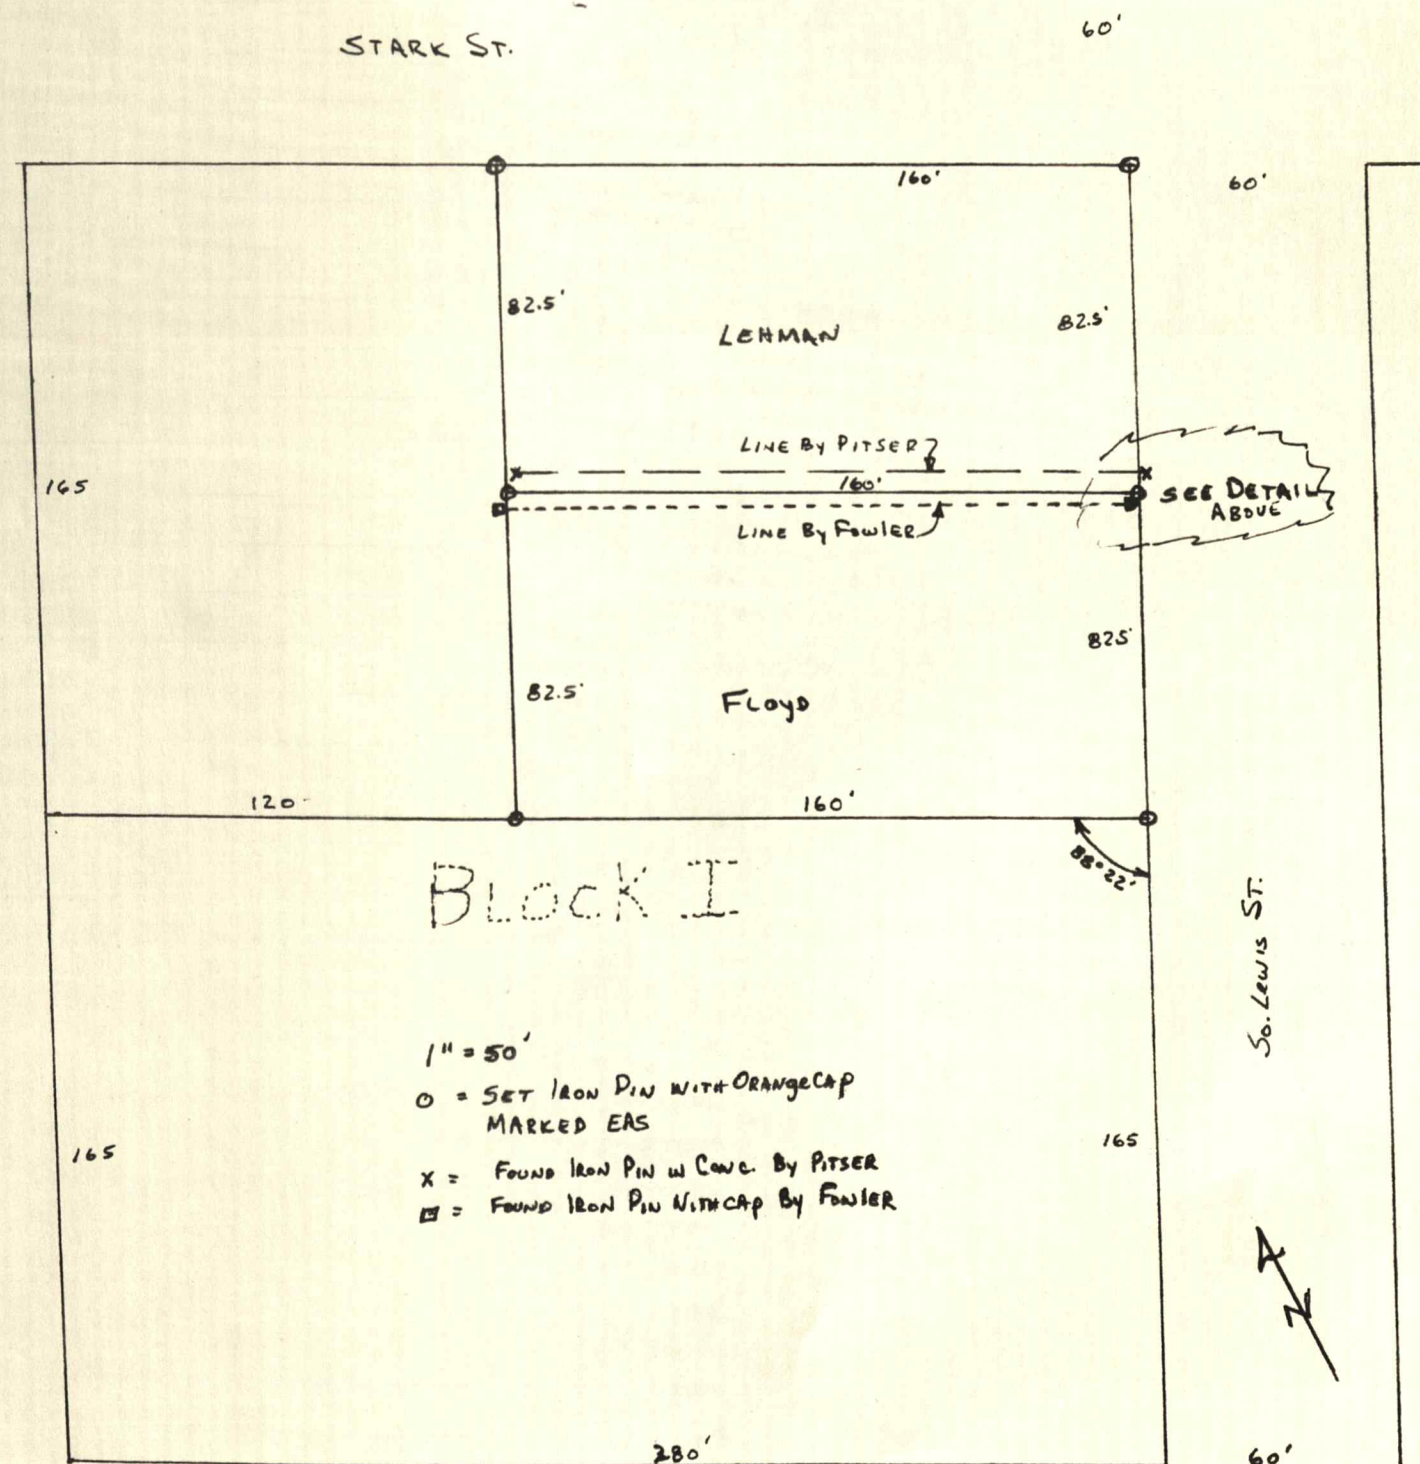 STARK ST.
60'
160'
60'
82.5'
LEHMAN
82.5'
LINE By PITSER
165
160'
SEE DETAIL
ABOVE
LINE By FOWLER
825'
82.5'
FLOYD
120
160'
88°22'
BLOCK I
So. Lewis ST.
1" = 50'
O = SET IRON PIN WITH ORANGE CAP
MARKED EAS
165
165
X = FOUND IRON PIN W CONC. By PITSER
= FOUND IRON PIN WITH CAP By FOWLER
N
280'
60'